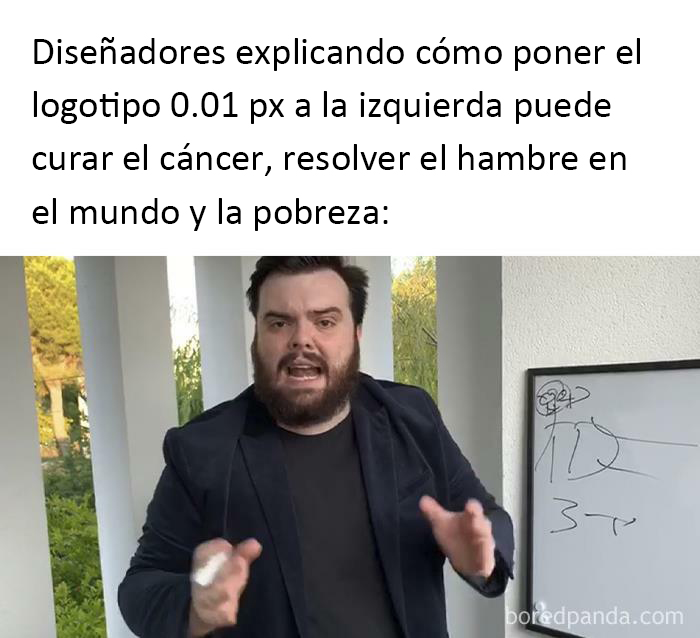 Diseñadores explicando cómo poner el
logotipo 0.01 px a la izquierda puede
curar el cáncer, resolver el hambre en
el mundo y la pobreza:
boredpanda.com